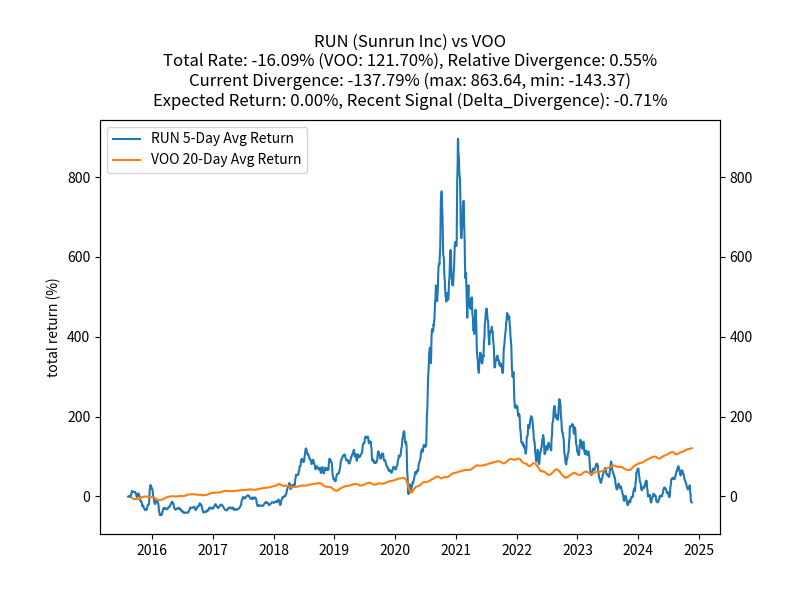 RUN (Sunrun Inc) vs VOO
Total Rate: -16.09% (VOO: 121.70%), Relative Divergence: 0.55%
Current Divergence: -137.79% (max: 863.64, min: -143.37)
Expected Return: 0.00%, Recent Signal (Delta_Divergence): -0.71%
RUN 5-Day Avg Return
VOO 20-Day Avg Return
total return (%)
800 800
600 600
400 400
200 200
0 0
2016 2017 2018 2019 2020 2021 2022 2023 2024 2025